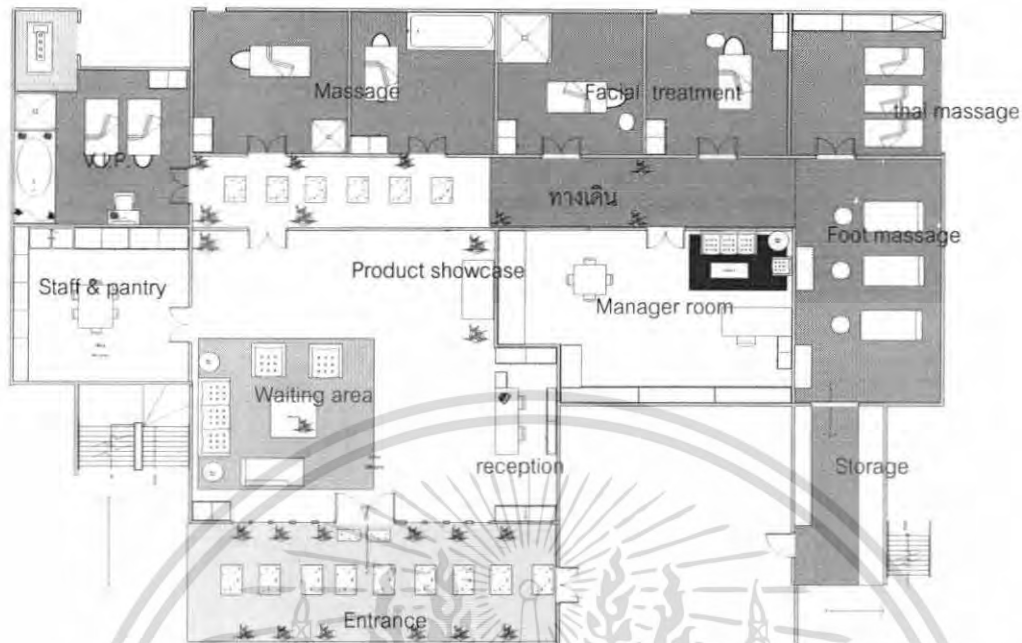 Massage
Facial treatment
thai massage
V.I.P.
ทางเดิน
Foot massage
Product showcase
Staff & pantry
Manager room
Waiting area
reception
Storage
Entrance